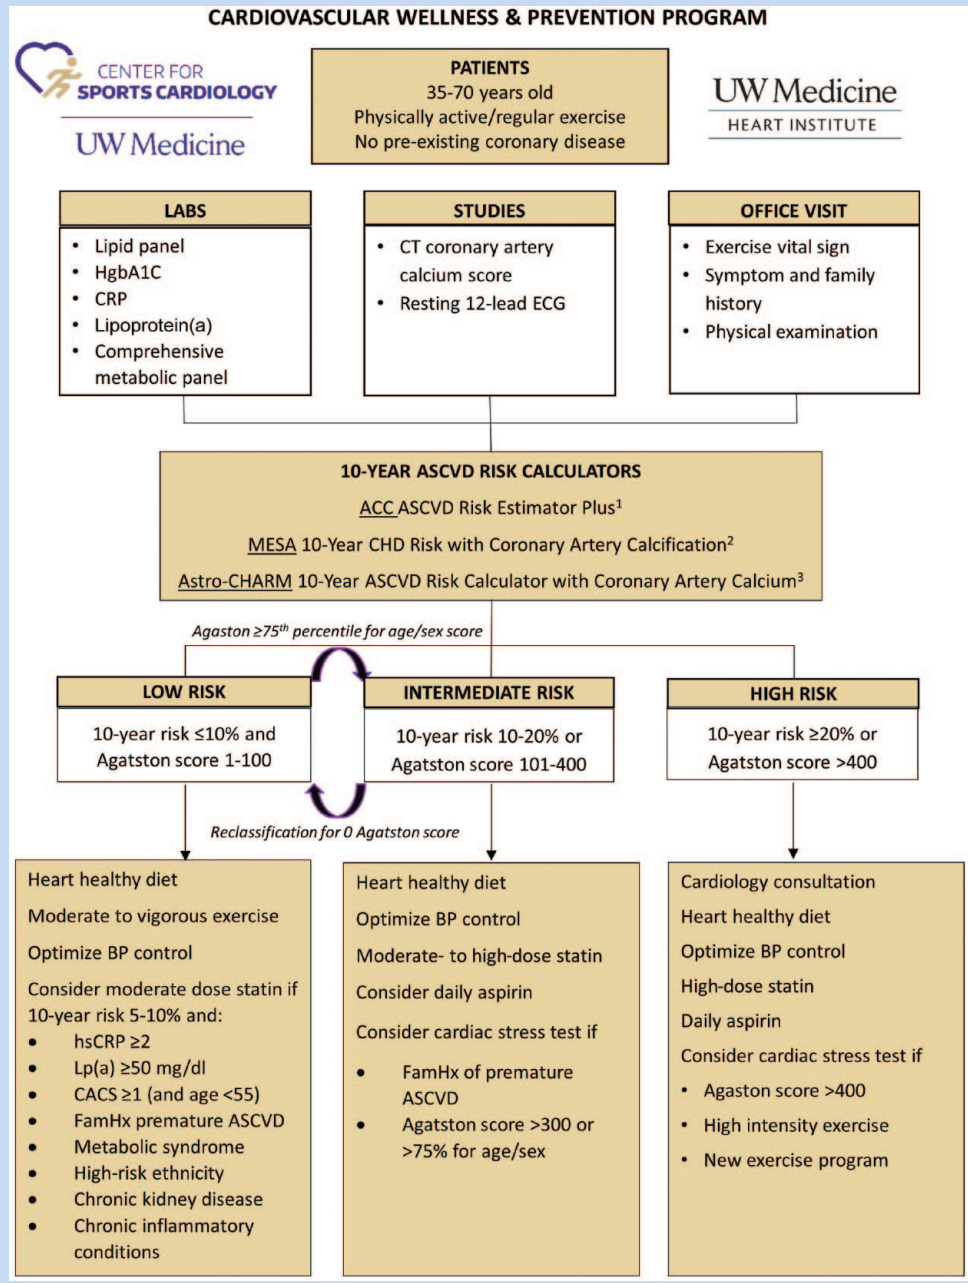 CARDIOVASCULAR WELLNESS & PREVENTION PROGRAM
CENTER FOR
SPORTS CARDIOLOGY
UW Medicine
PATIENTS
35-70 years old
Physically active/regular exercise
No pre-existing coronary disease
UW Medicine
HEART INSTITUTE
LABS
• Lipid panel
• HgbA1C
• CRP
• Lipoprotein(a)
• Comprehensive
metabolic panel
STUDIES
• CT coronary artery
calcium score
• Resting 12-lead ECG
OFFICE VISIT
• Exercise vital sign
• Symptom and family
history
• Physical examination
10-YEAR ASCVD RISK CALCULATORS
ACC ASCVD Risk Estimator Plus¹
MESA 10-Year CHD Risk with Coronary Artery Calcification²
Astro-CHARM 10-Year ASCVD Risk Calculator with Coronary Artery Calcium³
Agaston ≥75th percentile for age/sex score
LOW RISK
10-year risk ≤10% and
Agatston score 1-100
INTERMEDIATE RISK
10-year risk 10-20% or
Agatston score 101-400
HIGH RISK
10-year risk ≥20% or
Agatston score >400
Reclassification for 0 Agatston score
Heart healthy diet
Moderate to vigorous exercise
Optimize BP control
Consider moderate dose statin if
10-year risk 5-10% and:
• hsCRP ≥2
• Lp(a) ≥50 mg/dl
• CACS ≥1 (and age <55)
• FamHx premature ASCVD
• Metabolic syndrome
• High-risk ethnicity
• Chronic kidney disease
• Chronic inflammatory
conditions
Heart healthy diet
Optimize BP control
Moderate- to high-dose statin
Consider daily aspirin
Consider cardiac stress test if
• FamHx of premature
ASCVD
• Agatston score >300 or
>75% for age/sex
Cardiology consultation
Heart healthy diet
Optimize BP control
High-dose statin
Daily aspirin
Consider cardiac stress test if
• Agaston score >400
• High intensity exercise
• New exercise program